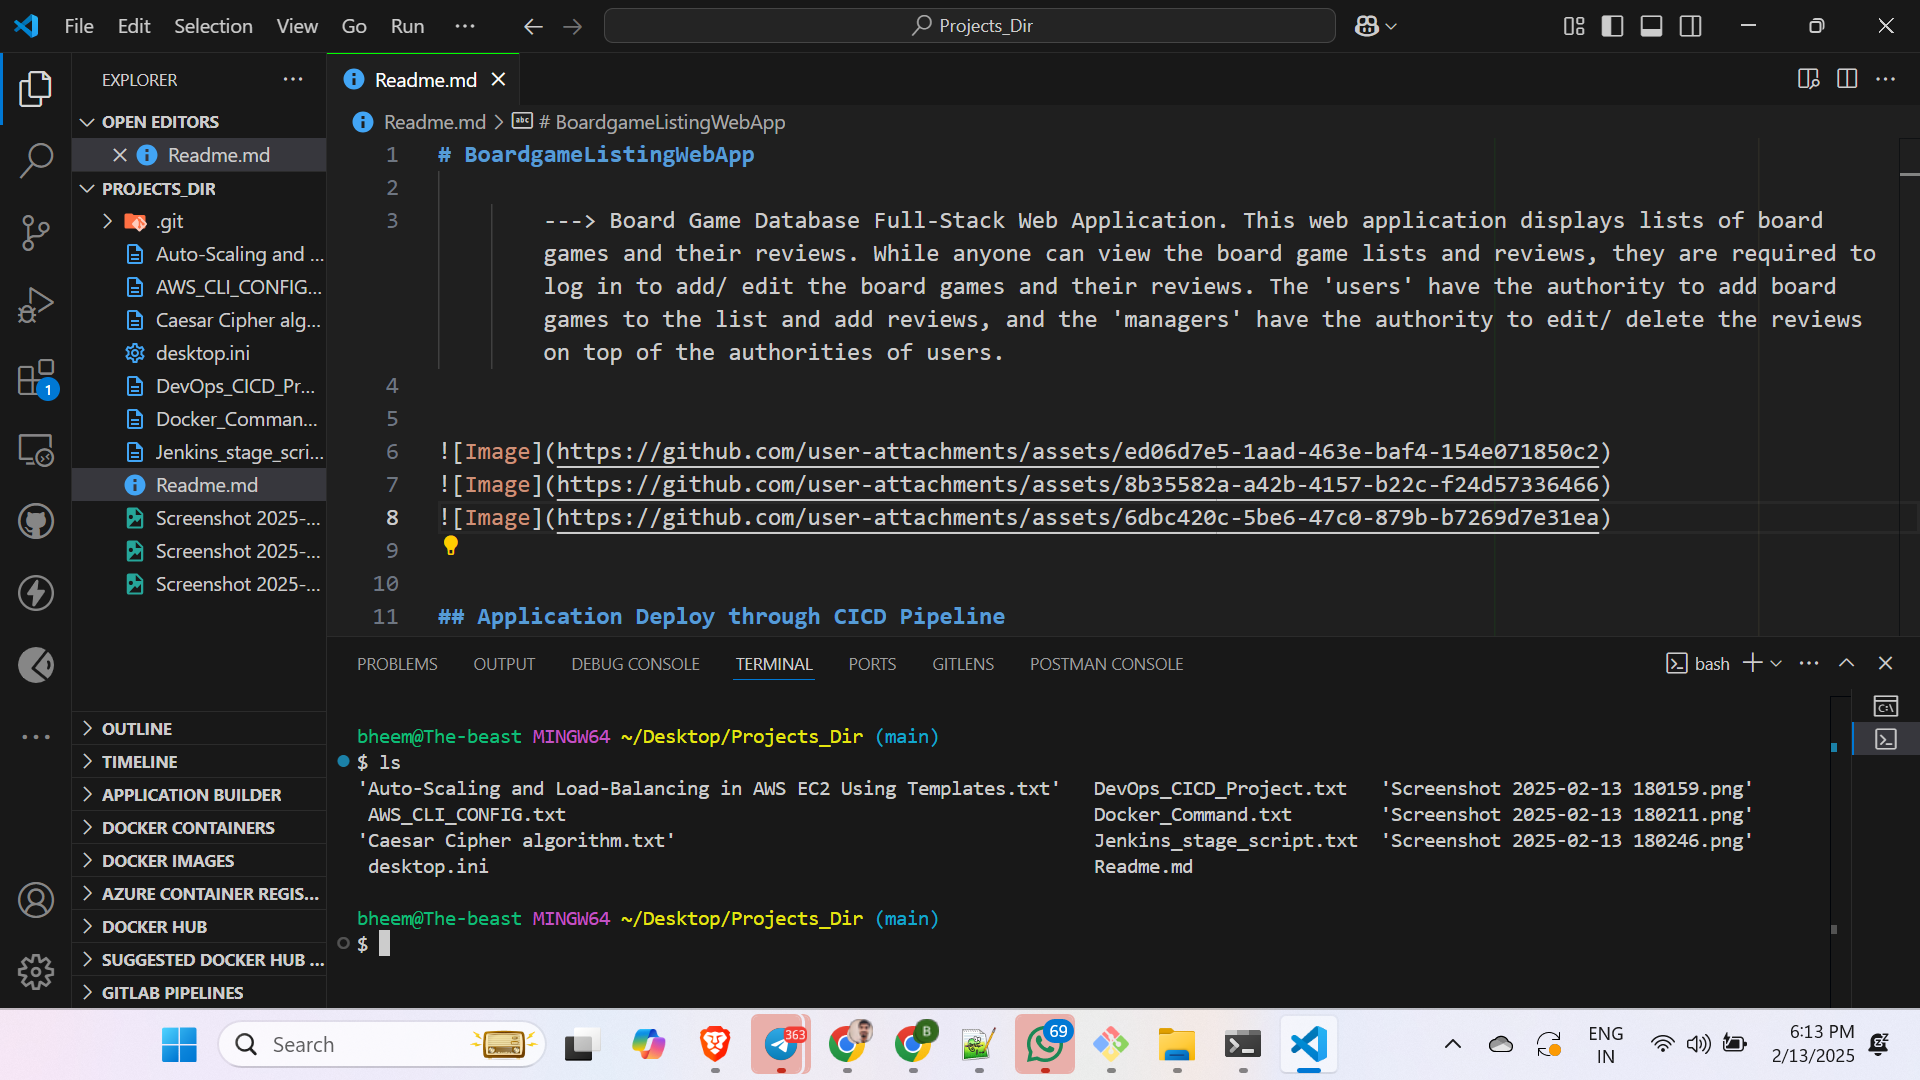 File Edit Selection View Go Run ··· Projects_Dir
EXPLORER
Readme.md
OPEN EDITORS
Readme.md > # BoardgameListingWebApp
Readme.md
PROJECTS_DIR
.git
Auto-Scaling and ...
AWS_CLI_CONFIG...
Caesar Cipher alg...
desktop.ini
DevOps_CICD_Pr...
Docker_Comman...
Jenkins_stage_scri...
Readme.md
Screenshot 2025-...
Screenshot 2025-...
Screenshot 2025-...
1
OUTLINE
TIMELINE
APPLICATION BUILDER
DOCKER CONTAINERS
DOCKER IMAGES
AZURE CONTAINER REGIS...
DOCKER HUB
SUGGESTED DOCKER HUB ...
GITLAB PIPELINES
1 # BoardgameListingWebApp
2
3 ---> Board Game Database Full-Stack Web Application. This web application displays lists of board
games and their reviews. While anyone can view the board game lists and reviews, they are required to
log in to add/ edit the board games and their reviews. The 'users' have the authority to add board
games to the list and add reviews, and the 'managers' have the authority to edit/ delete the reviews
on top of the authorities of users.
4
5
6 ![Image](https://github.com/user-attachments/assets/ed06d7e5-1aad-463e-baf4-154e071850c2)
7 ![Image](https://github.com/user-attachments/assets/8b35582a-a42b-4157-b22c-f24d57336466)
8 ![Image](https://github.com/user-attachments/assets/6dbc420c-5be6-47c0-879b-b7269d7e31ea)
9
10
11 ## Application Deploy through CICD Pipeline
PROBLEMS OUTPUT DEBUG CONSOLE TERMINAL PORTS GITLENS POSTMAN CONSOLE bash
bheem@The-beast MINGW64 ~/Desktop/Projects_Dir (main)
$ ls
'Auto-Scaling and Load-Balancing in AWS EC2 Using Templates.txt' DevOps_CICD_Project.txt 'Screenshot 2025-02-13 180159.png'
AWS_CLI_CONFIG.txt Docker_Command.txt 'Screenshot 2025-02-13 180211.png'
'Caesar Cipher algorithm.txt' Jenkins_stage_script.txt 'Screenshot 2025-02-13 180246.png'
desktop.ini Readme.md
bheem@The-beast MINGW64 ~/Desktop/Projects_Dir (main)
$
Search
363
B
69
ENG
IN
6:13 PM
2/13/2025